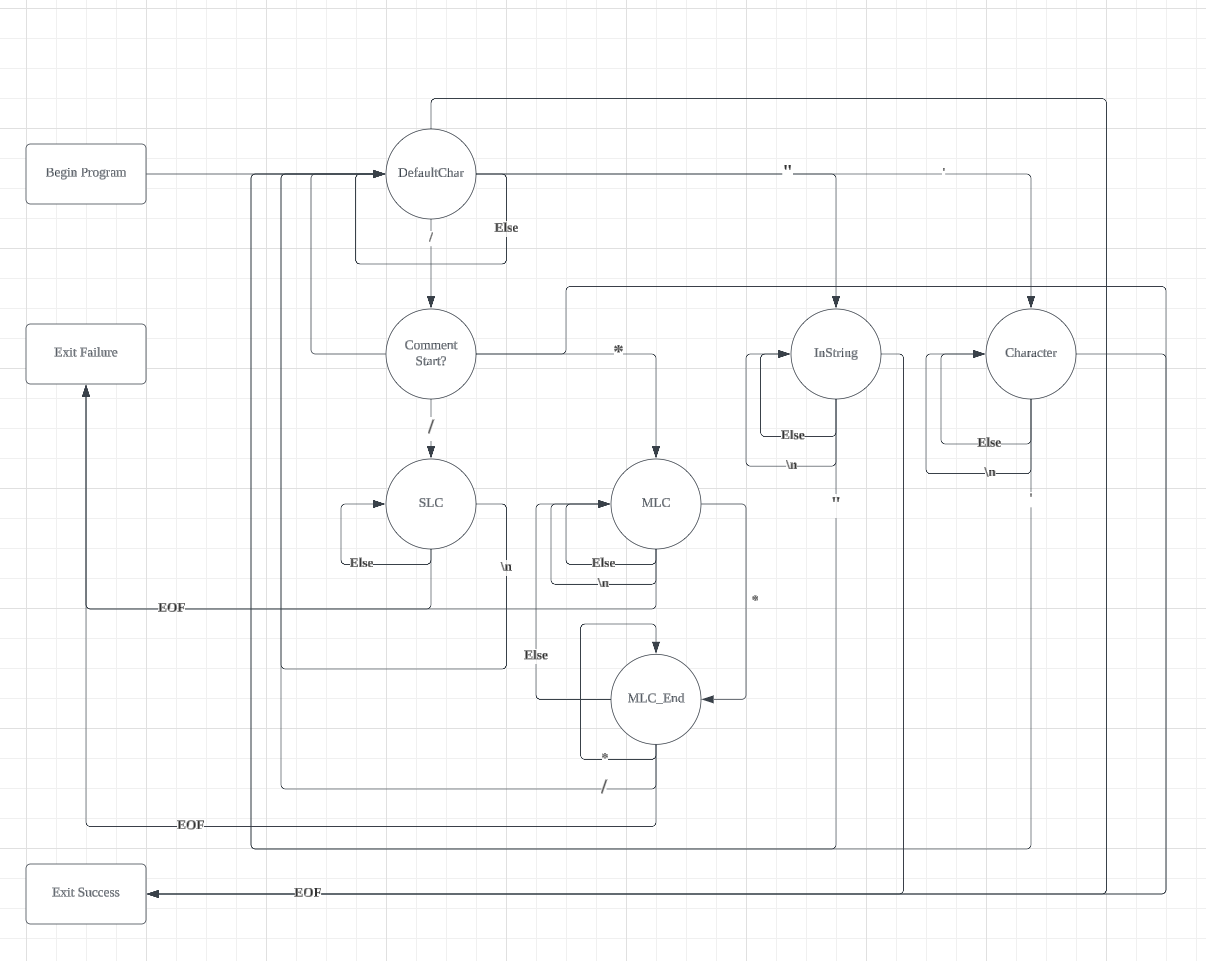 "
'
Begin Program
DefaultChar
Else
/
Exit Failure
Comment
Start?
*
InString
Character
/
Else
Else
\n
\n
SLC
MLC
"
'
Else
\n
Else
\n
EOF
*
Else
MLC_End
*
/
EOF
Exit Success
EOF